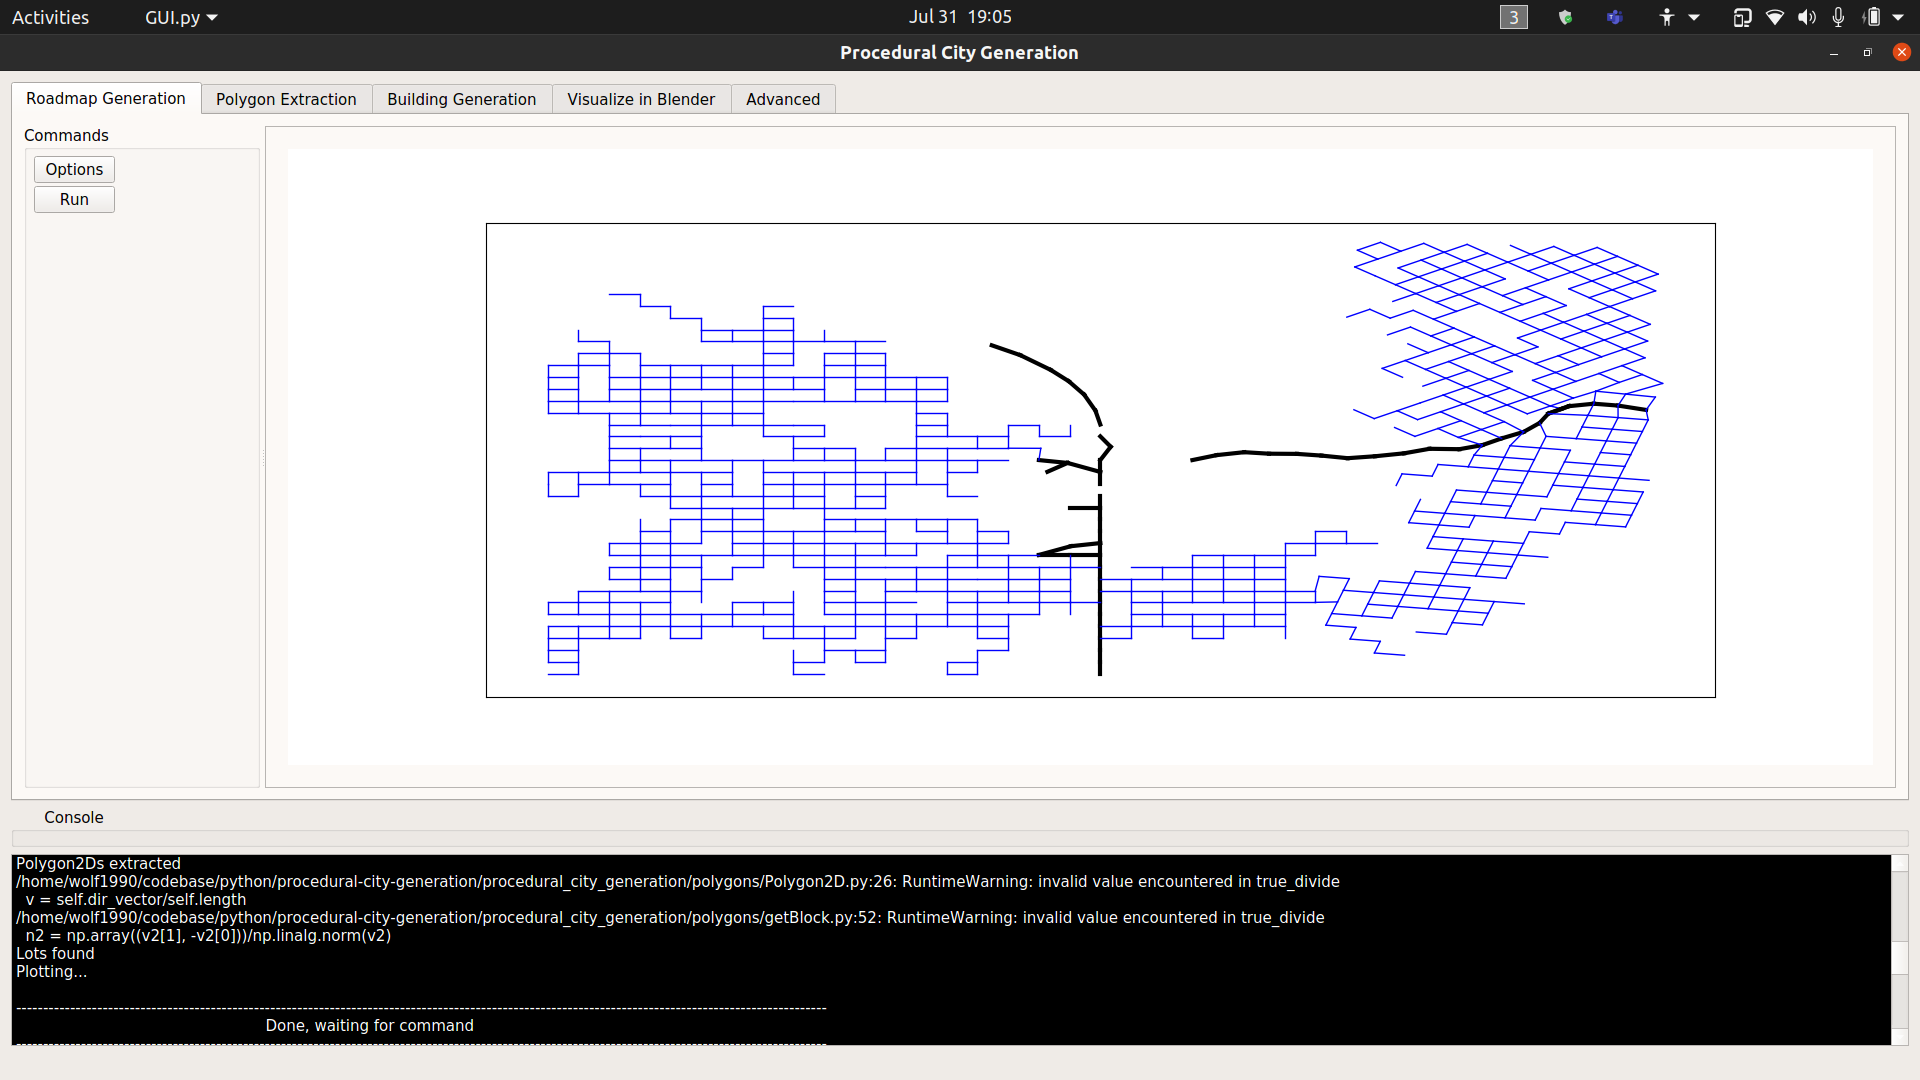 Activities GUI.py Jul 31 19:05 3
Procedural City Generation
Roadmap Generation Polygon Extraction Building Generation Visualize in Blender Advanced
Commands
Options
Run
Console
Polygon2Ds extracted
/home/wolf1990/codebase/python/procedural-city-generation/procedural_city_generation/polygons/Polygon2D.py:26: RuntimeWarning: invalid value encountered in true_divide
v = self.dir_vector/self.length
/home/wolf1990/codebase/python/procedural-city-generation/procedural_city_generation/polygons/getBlock.py:52: RuntimeWarning: invalid value encountered in true_divide
n2 = np.array((v2[1], -v2[0]))/np.linalg.norm(v2)
Lots found
Plotting...
Done, waiting for command